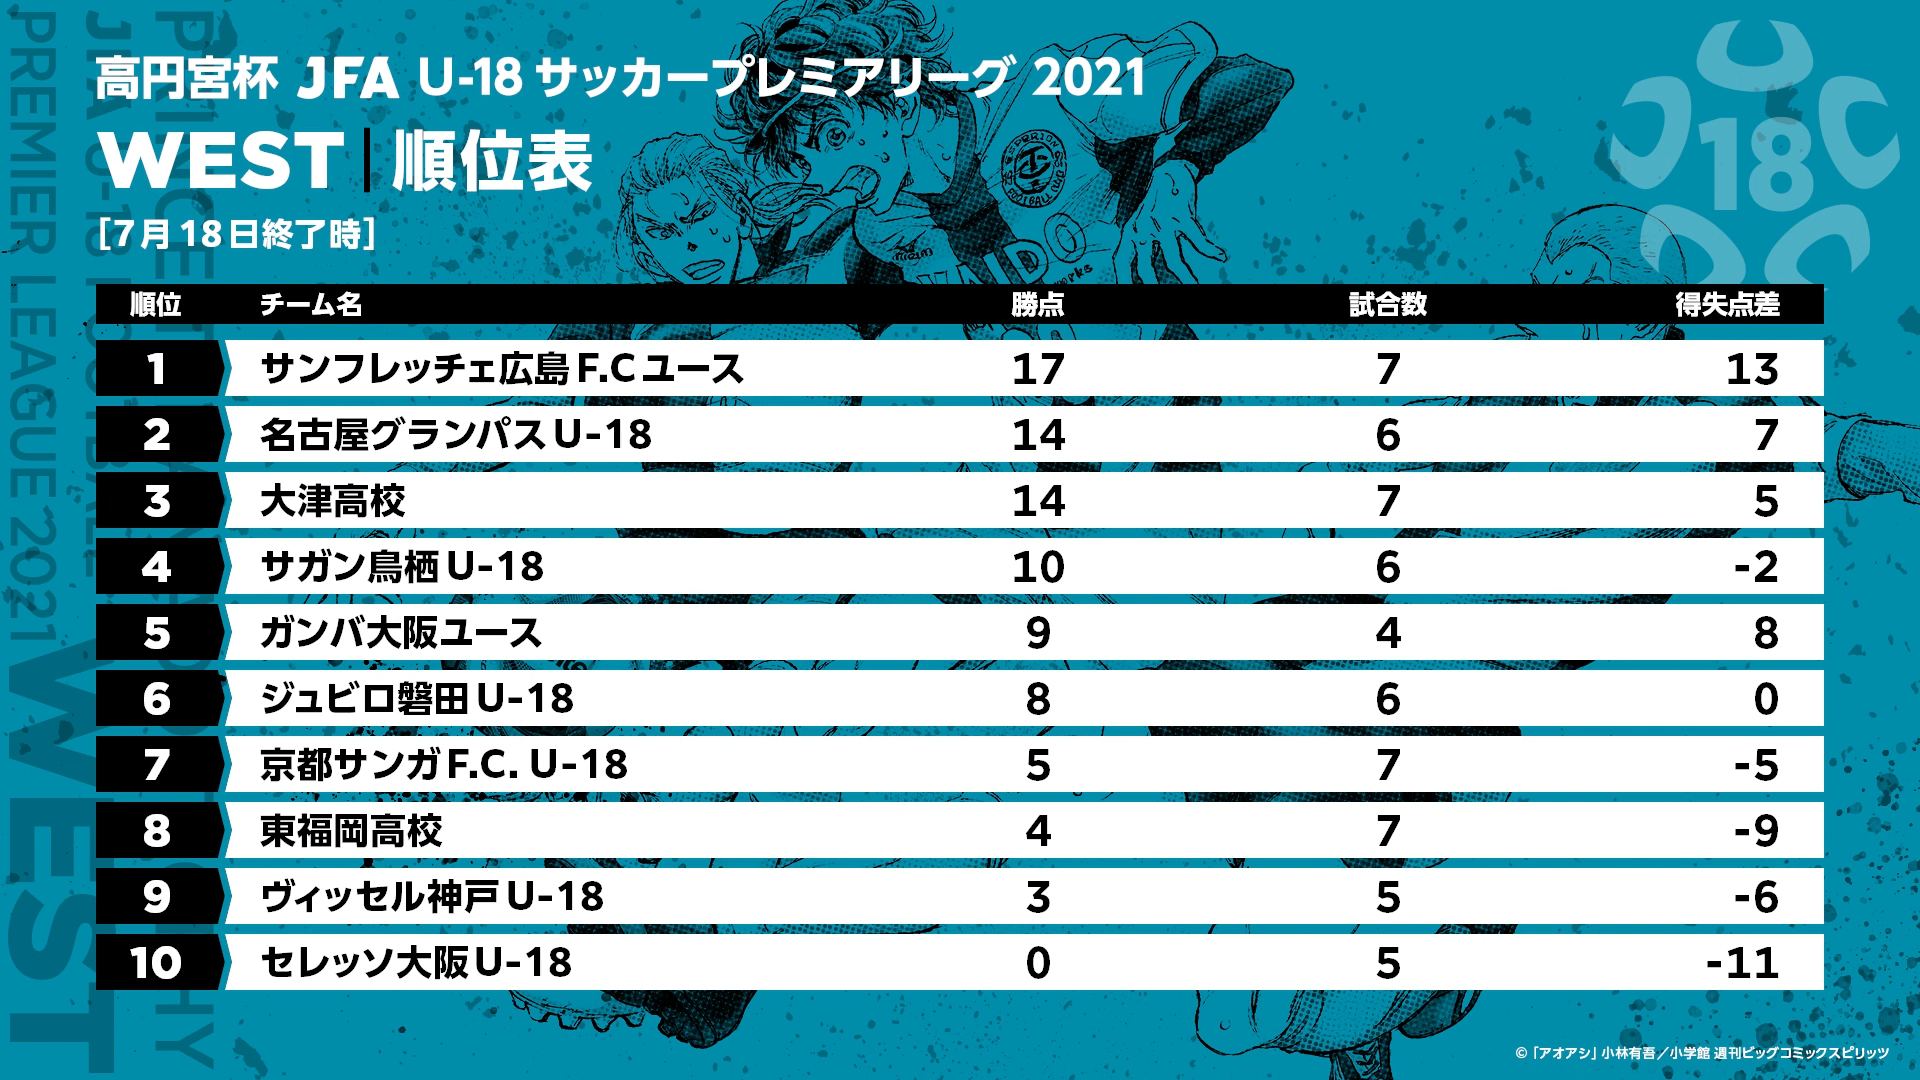 高円宮杯 JFA U-18 サッカープレミアリーグ 2021
WEST 順位表
[7月18日終了時]
18
順位 チーム名 勝点 試合数 得失点差
1 サンフレッチェ広島F.Cユース 17 7 13
2 名古屋グランパスU-18 14 6 7
3 大津高校 14 7 5
4 サガン鳥栖U-18 10 6 -2
5 ガンバ大阪ユース 9 4 8
6 ジュビロ磐田U-18 8 6 0
7 京都サンガF.C. U-18 5 7 -5
8 東福岡高校 4 7 -9
9 ヴィッセル神戸U-18 3 5 -6
10 セレッソ大阪U-18 0 5 -11
PREMIER LEAGUE 2021
WEST
©「アオアシ」小林有吾／小学館 週刊ビッグコミックスピリッツ